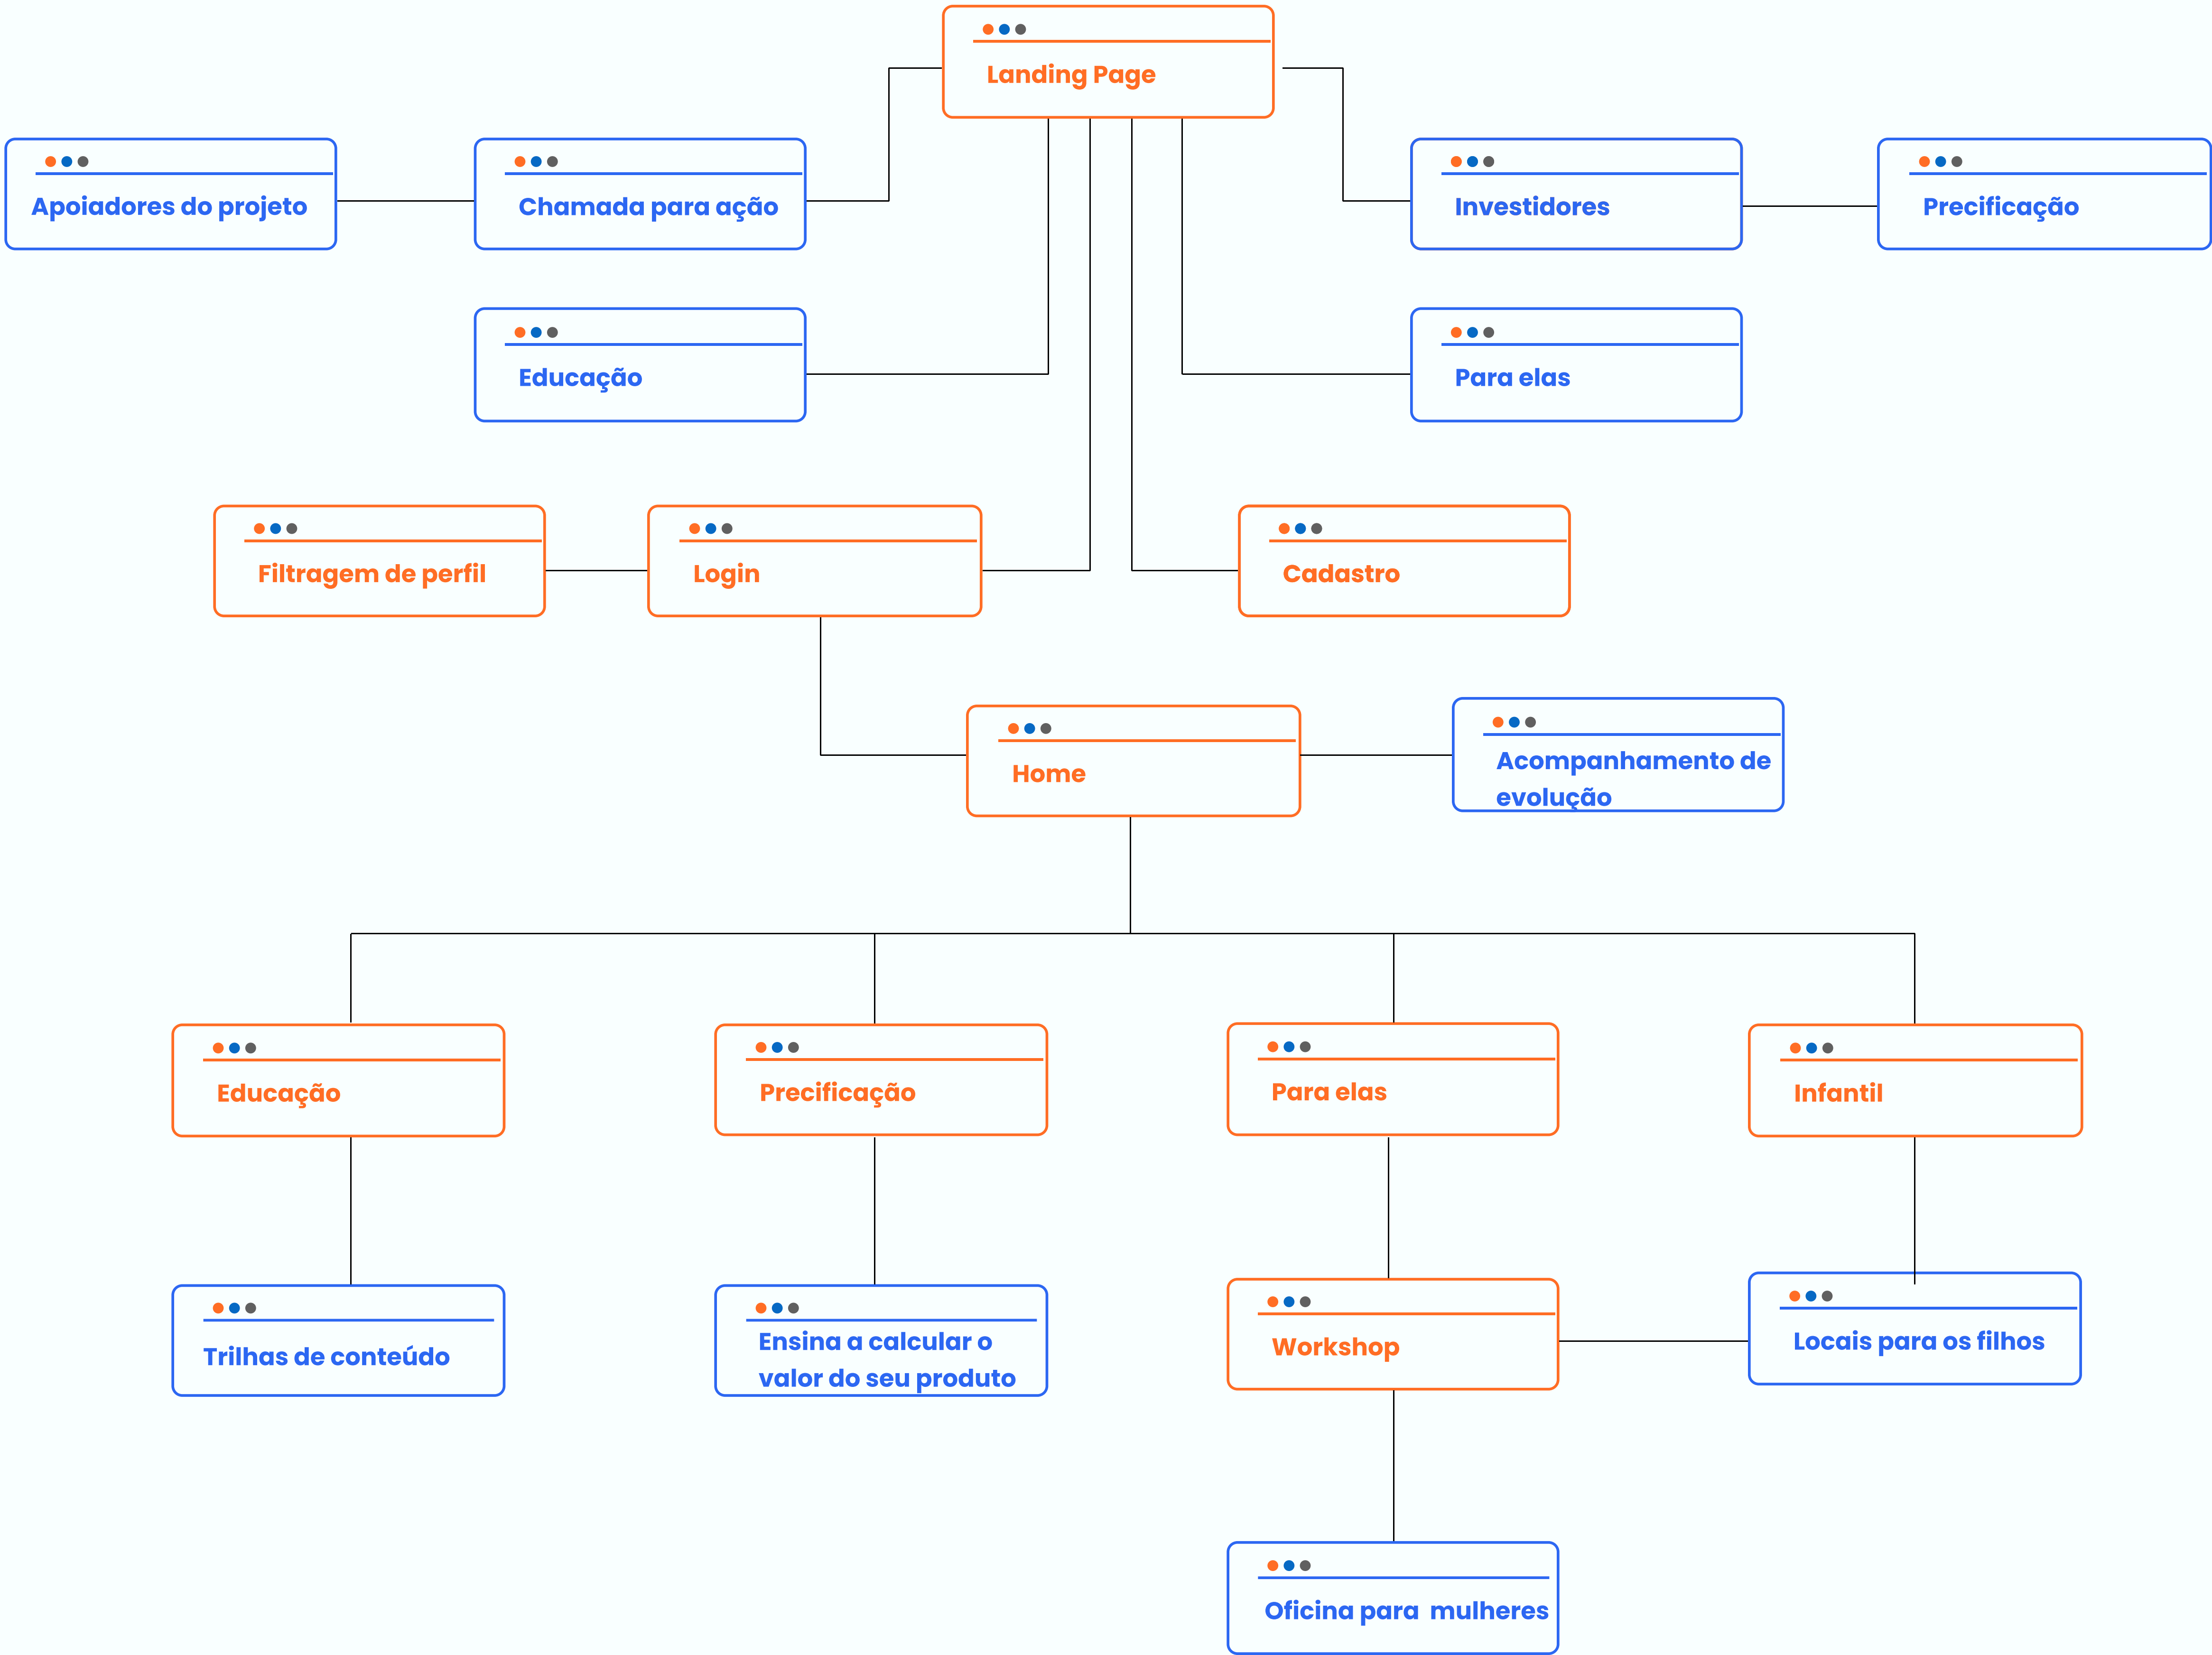 Landing Page
Apoiadores do projeto
Chamada para ação
Investidores
Precificação
Educação
Para elas
Filtragem de perfil
Login
Cadastro
Home
Acompanhamento de
evolução
Educação
Precificação
Para elas
Infantil
Trilhas de conteúdo
Ensina a calcular o
valor do seu produto
Workshop
Locais para os filhos
Oficina para  mulheres